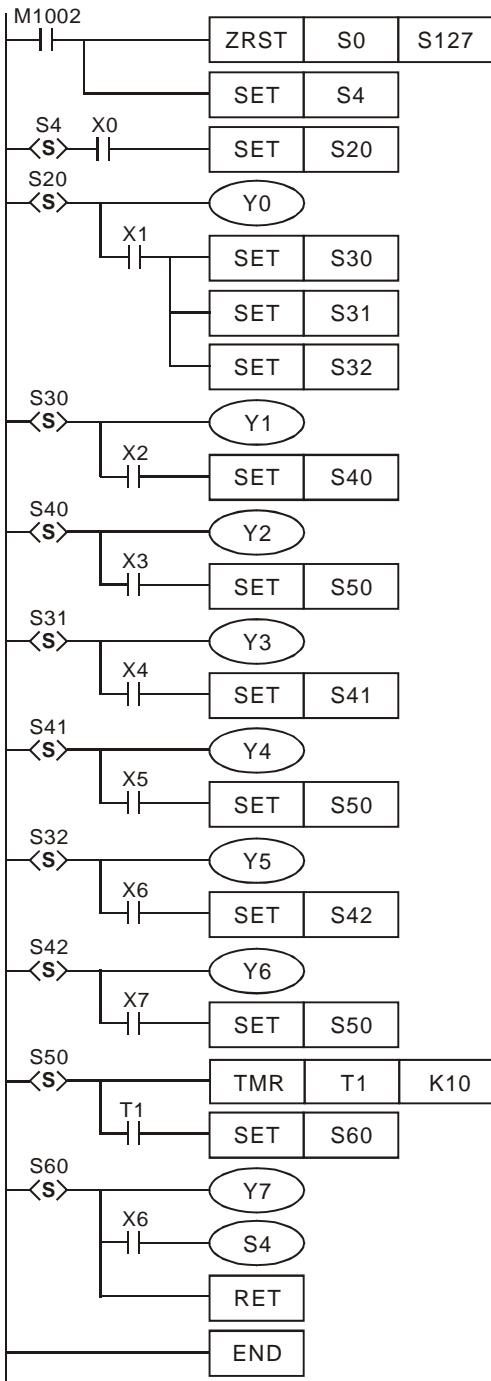 M1002
ZRST S0 S127
SET S4
S4 X0
S SET S20
S20
S Y0
X1
SET S30
SET S31
SET S32
S30
S Y1
X2
SET S40
S40
S Y2
X3
SET S50
S31
S Y3
X4
SET S41
S41
S Y4
X5
SET S50
S32
S Y5
X6
SET S42
S42
S Y6
X7
SET S50
S50
S TMR T1 K10
T1
SET S60
S60
S Y7
X6
S4
RET
END